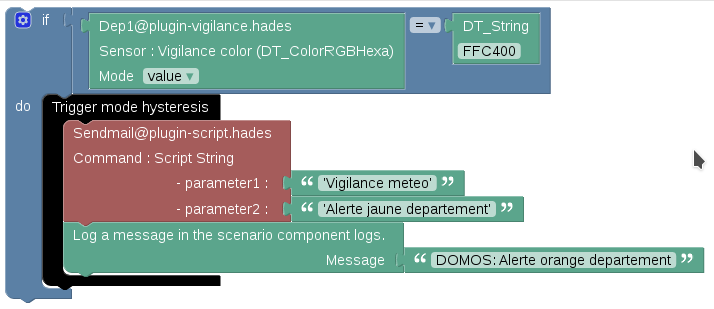 if
Dep1@plugin-vigilance.hades
= ▾
DT_String
Sensor : Vigilance color (DT_ColorRGBHexa)
FFC400
Mode value ▾
do
Trigger mode hysteresis
Sendmail@plugin-script.hades
Command : Script String
- parameter1 : “ 'Vigilance meteo' ”
- parameter2 : “ 'Alerte jaune departement' ”
Log a message in the scenario component logs.
Message “ DOMOS: Alerte orange departement ”